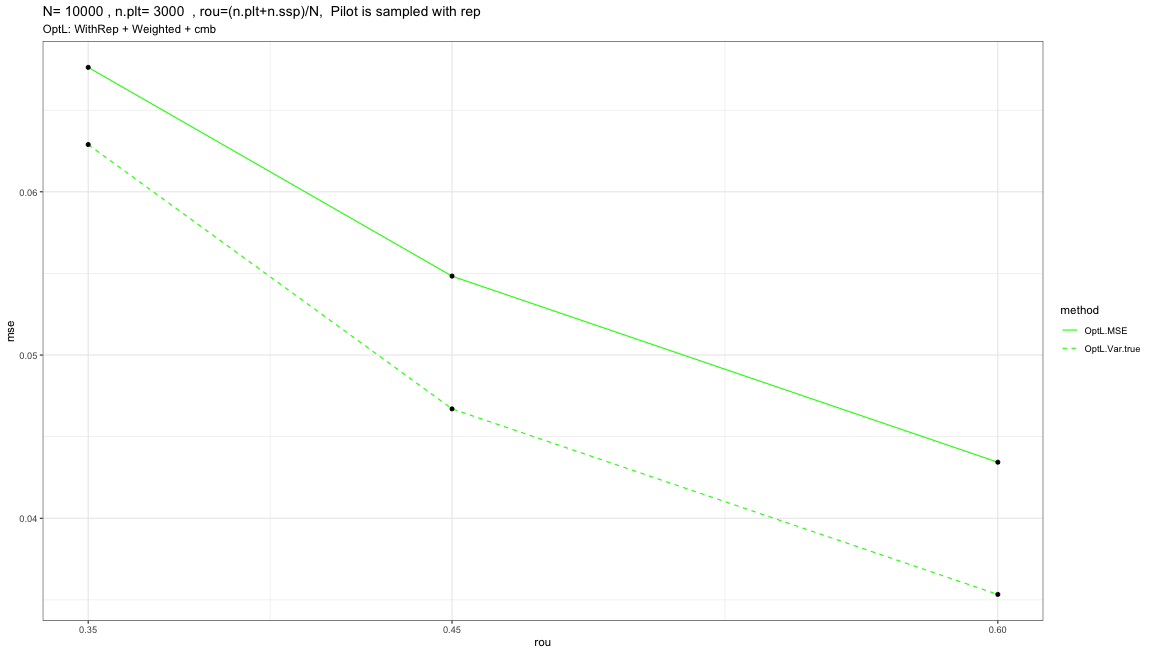 N= 10000 , n.plt= 3000  , rou=(n.plt+n.ssp)/N,  Pilot is sampled with rep
OptL: WithRep + Weighted + cmb
0.06
0.05
0.04
mse
0.35
0.45
0.60
rou
method
OptL.MSE
OptL.Var.true